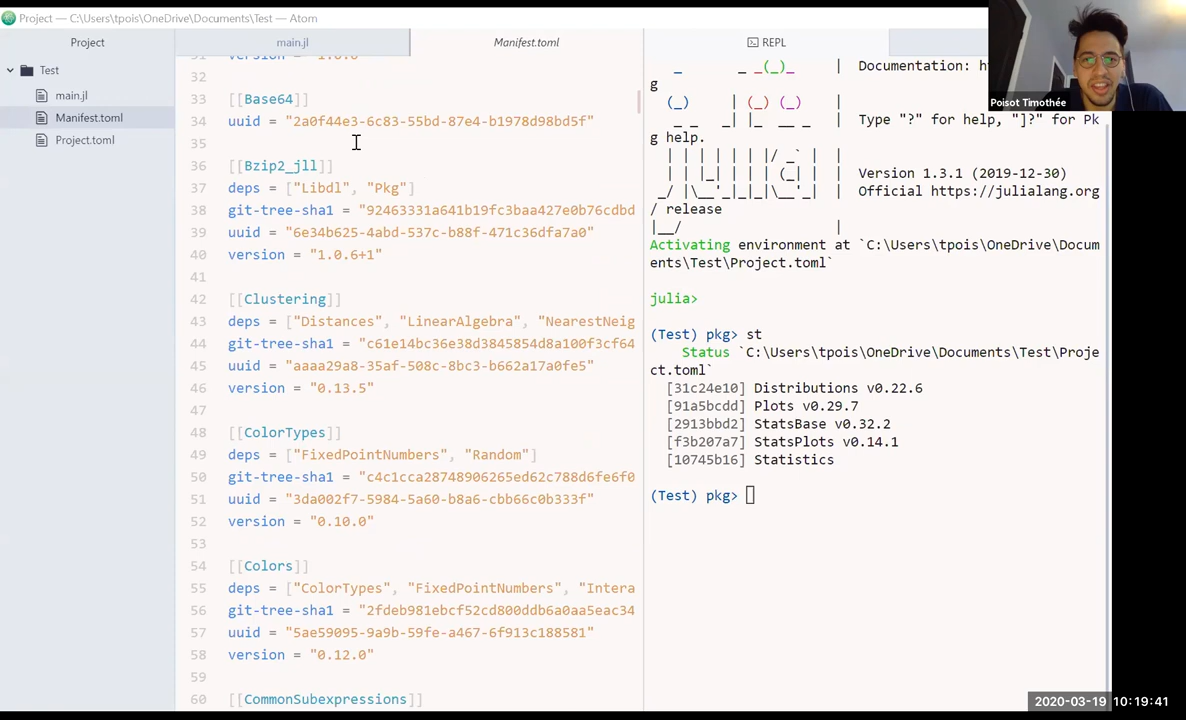 Project — C:\Users\tpois\OneDrive\Documents\Test — Atom
Project
main.jl
Manifest.toml
REPL
Test
main.jl
Manifest.toml
Project.toml
32
33 [[Base64]]
34 uuid = "2a0f44e3-6c83-55bd-87e4-b1978d98bd5f"
35
36 [[Bzip2_jll]]
37 deps = ["Libdl", "Pkg"]
38 git-tree-sha1 = "92463331a641b19fc3baa427e0b76cdbd
39 uuid = "6e34b625-4abd-537c-b88f-471c36dfa7a0"
40 version = "1.0.6+1"
41
42 [[Clustering]]
43 deps = ["Distances", "LinearAlgebra", "NearestNeig
44 git-tree-sha1 = "c61e14bc36e38d3845854d8a100f3cf64
45 uuid = "aaaa29a8-35af-508c-8bc3-b662a17a0fe5"
46 version = "0.13.5"
47
48 [[ColorTypes]]
49 deps = ["FixedPointNumbers", "Random"]
50 git-tree-sha1 = "c4c1cca28748906265ed62c788d6fe6f0
51 uuid = "3da002f7-5984-5a60-b8a6-cbb66c0b333f"
52 version = "0.10.0"
53
54 [[Colors]]
55 deps = ["ColorTypes", "FixedPointNumbers", "Intera
56 git-tree-sha1 = "2fdeb981ebcf52cd800ddb6a0aa5eac34
57 uuid = "5ae59095-9a9b-59fe-a467-6f913c188581"
58 version = "0.12.0"
59
60 [[CommonSubexpressions]]
_ _ _(_)_ | Documentation:
g
(_) | (_) (_) |
_ _ _| |_ __ _ | Type "?" for help, "]?" for Pk
g help.
| | | | | | |/ _` | |
| | |_| | | | (_| | | Version 1.3.1 (2019-12-30)
_/ |\__'_|_|_|\__'_| | Official https://julialang.org
/ release
|__/ |
Activating environment at `C:\Users\tpois\OneDrive\Docum
ents\Test\Project.toml`
julia>
(Test) pkg> st
Status `C:\Users\tpois\OneDrive\Documents\Test\Proje
ct.toml`
[31c24e10] Distributions v0.22.6
[91a5bcdd] Plots v0.29.7
[2913bbd2] StatsBase v0.32.2
[f3b207a7] StatsPlots v0.14.1
[10745b16] Statistics
(Test) pkg>
Poisot Timothée
2020-03-19 10:19:41